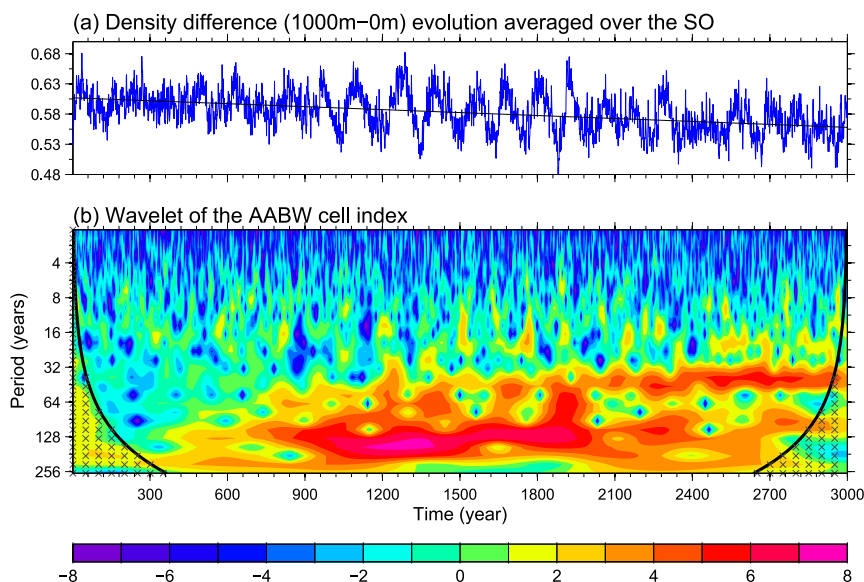 (a) Density difference (1000m−0m) evolution averaged over the SO
0.68
0.63
0.58
0.53
0.48
(b) Wavelet of the AABW cell index
Period (years)
4
8
16
32
64
128
256
300 600 900 1200 1500 1800 2100 2400 2700 3000
Time (year)
−8 −6 −4 −2 0 2 4 6 8